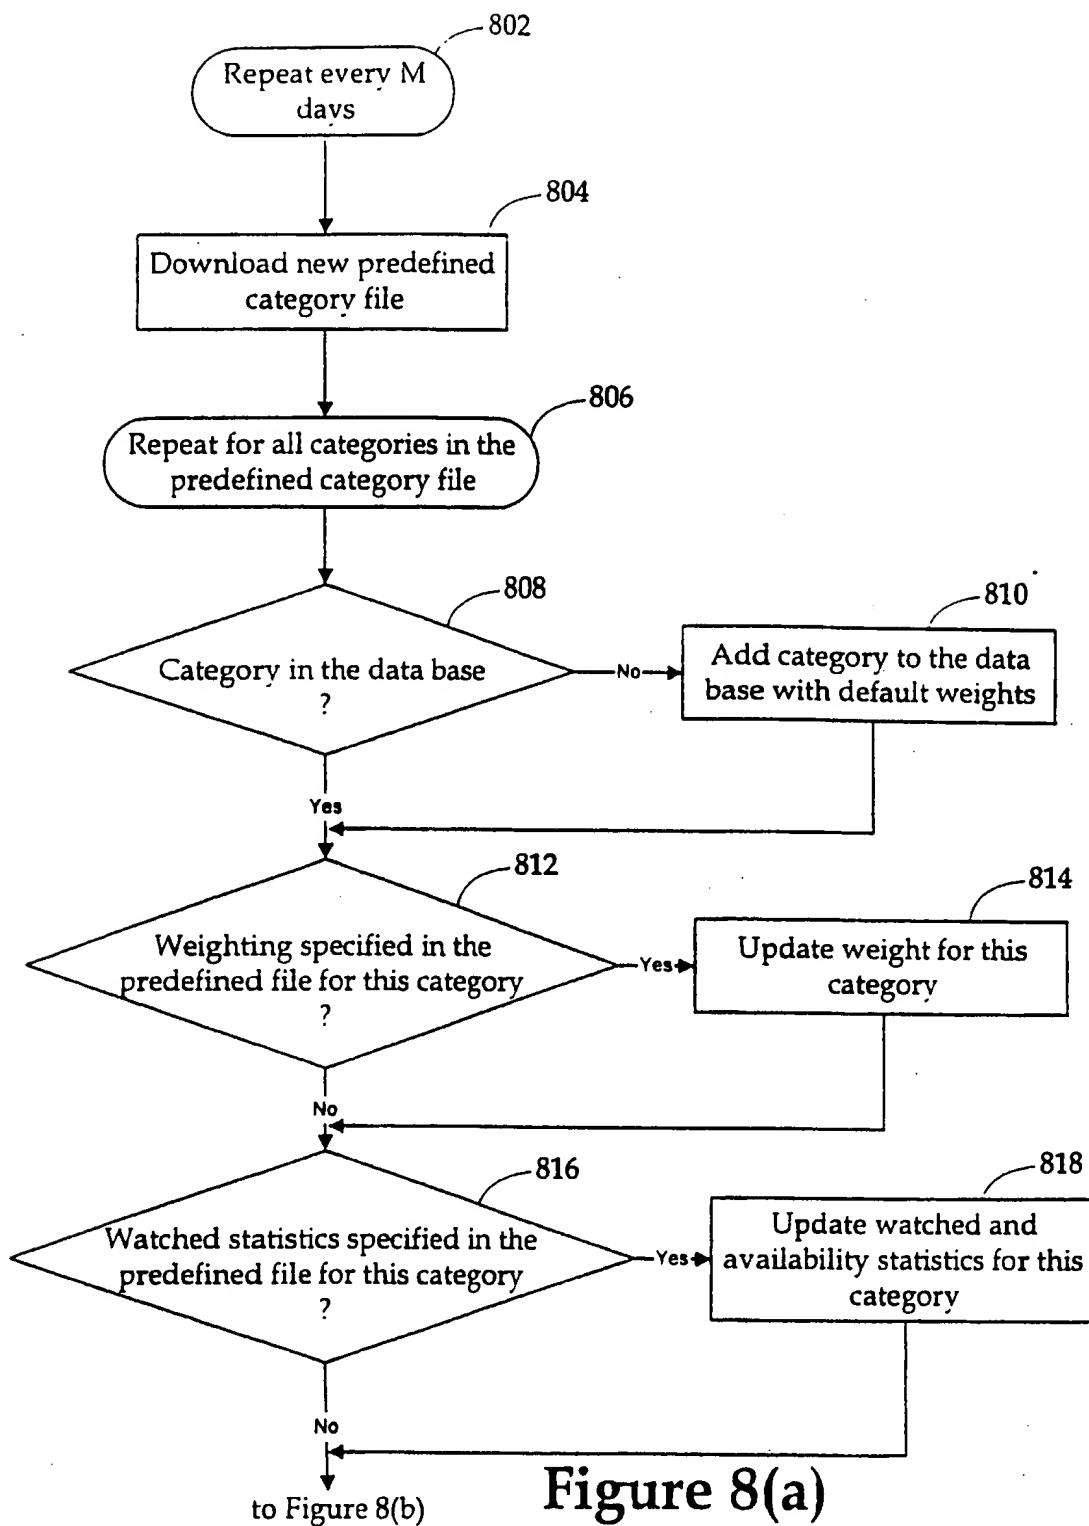 802
Repeat every M
days
804
Download new predefined
category file
806
Repeat for all categories in the
predefined category file
808
Category in the data base
?
No
810
Add category to the data
base with default weights
Yes
812
Weighting specified in the
predefined file for this category
?
Yes
814
Update weight for this
category
No
816
Watched statistics specified in the
predefined file for this category
?
Yes
818
Update watched and
availability statistics for this
category
No
to Figure 8(b)
Figure 8(a)